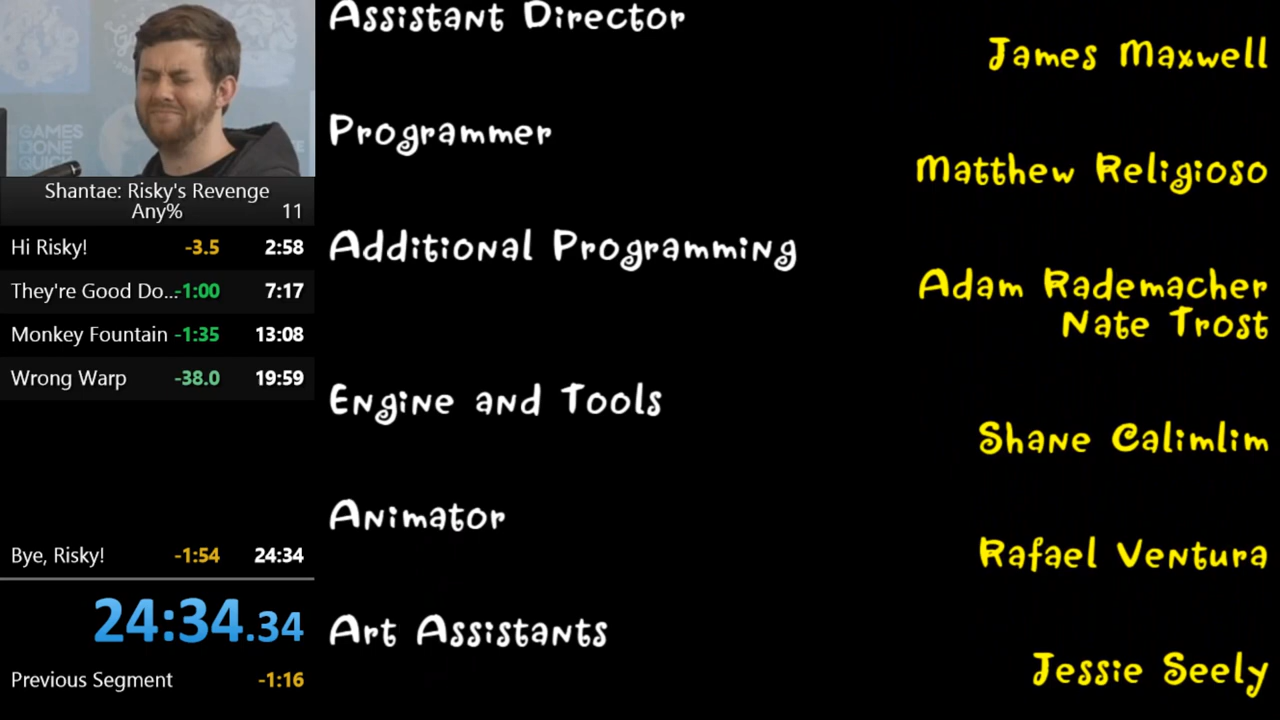 GAMES
DONE
QUICK
Shantae: Risky's Revenge
Any% 11
Hi Risky! -3.5 2:58
They're Good Do... -1:00 7:17
Monkey Fountain -1:35 13:08
Wrong Warp -38.0 19:59
Bye, Risky! -1:54 24:34
24:34.34
Previous Segment -1:16
Assistant Director
James Maxwell
Programmer
Matthew Religioso
Additional Programming
Adam Rademacher
Nate Trost
Engine and Tools
Shane Calimlim
Animator
Rafael Ventura
Art Assistants
Jessie Seely